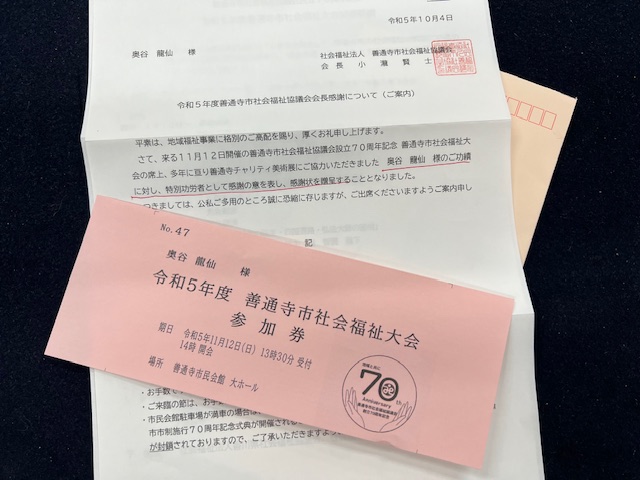 令和5年10月4日
奥谷 龍仙 様
社会福祉法人 善通寺市社会福祉協議会
会 長 小 瀨 賢 士
令和5年度善通寺市社会福祉協議会会長感謝について(ご案内)
平素は、地域福祉事業に格別のご高配を賜り、厚くお礼申し上げます。
さて、来る11月12日開催の善通寺市社会福祉協議会設立70周年記念 善通寺市社会福祉大
会の席上、多年に亘り善通寺チャリティ美術展にご協力いただきました 奥谷 龍仙 様のご功績
に対し、特別功労者として感謝の意を表し、感謝状を贈呈することとなりました。
つきましては、公私ご多用のところ誠に恐縮に存じますが、ご出席くださいますようご案内申し
記
No.47
奥谷 龍仙 様
令和5年度 善通寺市社会福祉大会
参加券
期日 令和5年11月12日(日) 13時30分 受付
14時 開会
場所 善通寺市民会館 大ホール
70th
Anniversary
・お手数で
・ご来臨の節は、お手
・市民会館駐車場が満車の場合は
市市制施行70周年記念式典が開催される
が封鎖されておりますので、ご了承いただきますよう